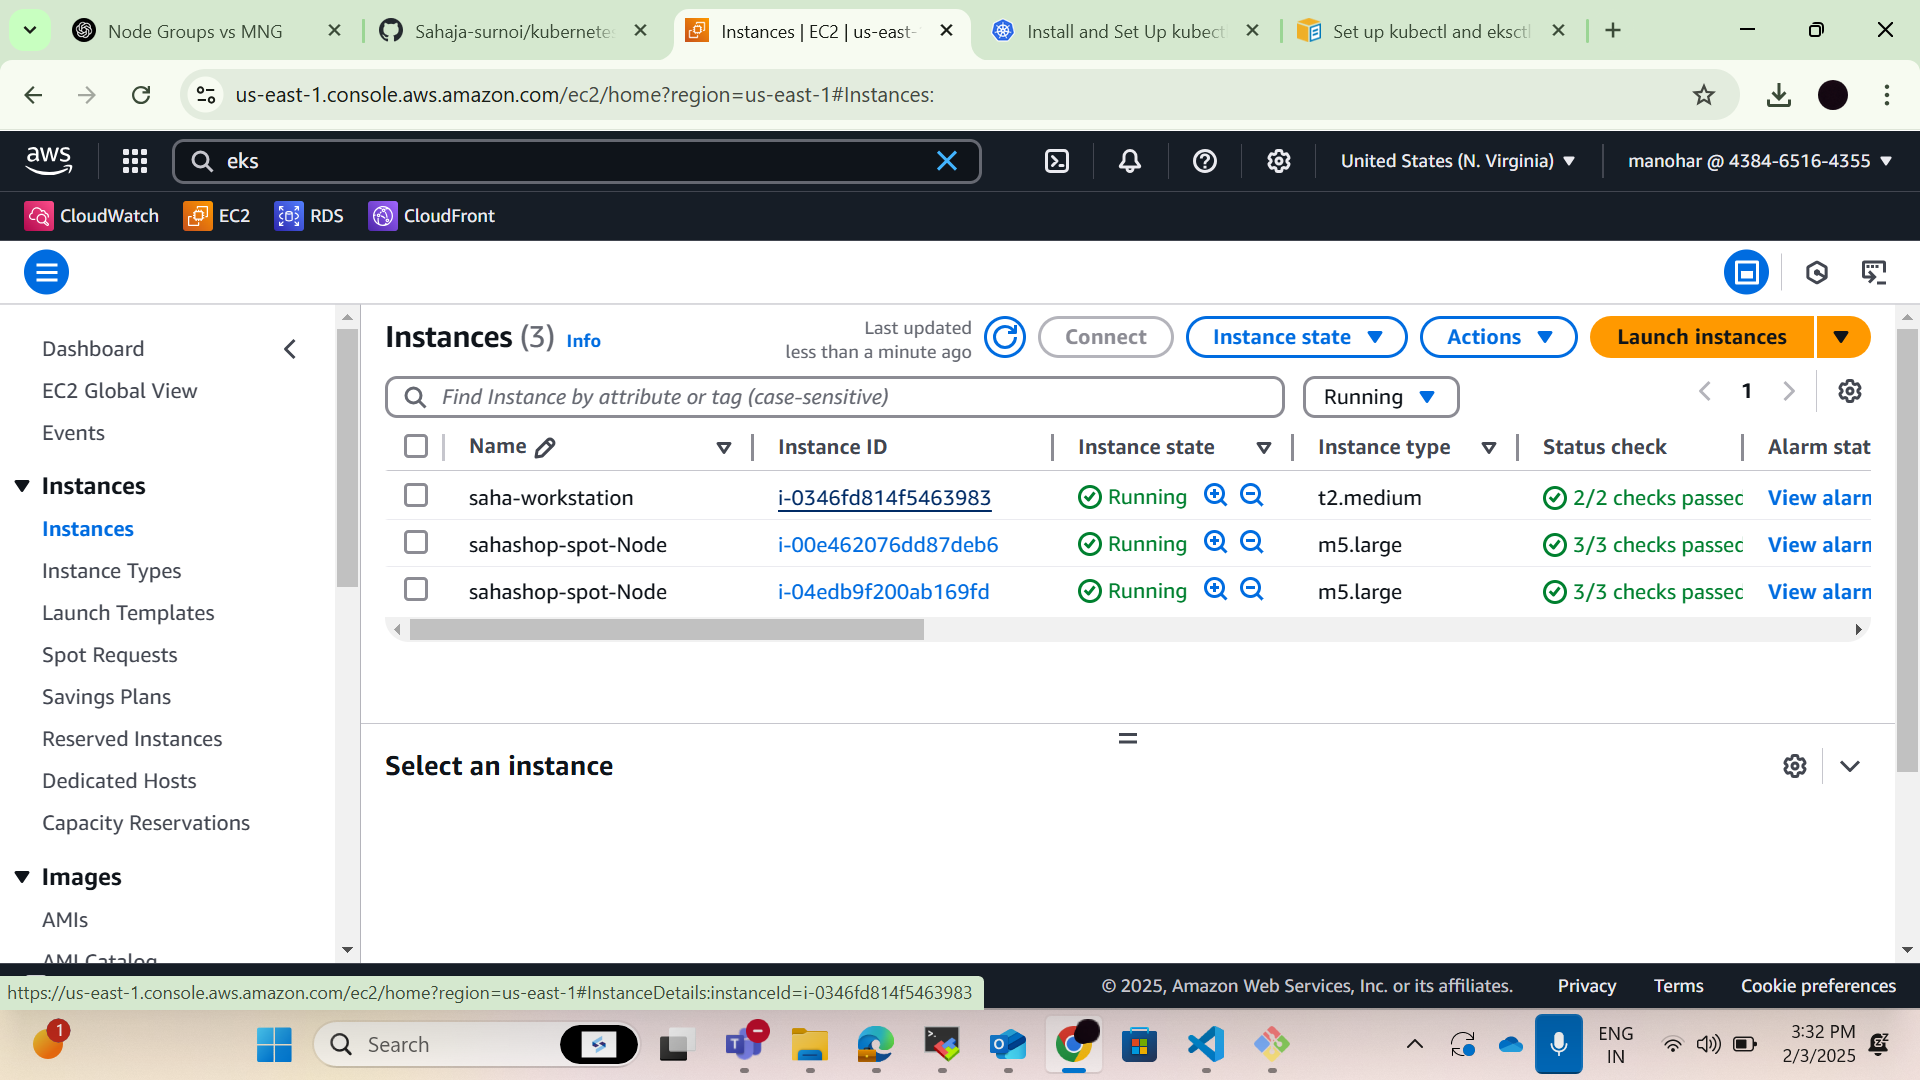 Node Groups vs MNG
Sahaja-surnoi/kubernetes
Instances | EC2 | us-east-
Install and Set Up kubectl
Set up kubectl and eksctl
us-east-1.console.aws.amazon.com/ec2/home?region=us-east-1#Instances:
aws
eks
United States (N. Virginia)
manohar @ 4384-6516-4355
CloudWatch
EC2
RDS
CloudFront
Dashboard
EC2 Global View
Events
Instances
Instances
Instance Types
Launch Templates
Spot Requests
Savings Plans
Reserved Instances
Dedicated Hosts
Capacity Reservations
Images
AMIs
AMI Catalog
Instances (3) Info
Last updated
less than a minute ago
Connect
Instance state
Actions
Launch instances
Find Instance by attribute or tag (case-sensitive)
Running
1
Name Instance ID Instance state Instance type Status check Alarm stat
saha-workstation i-0346fd814f5463983 Running t2.medium 2/2 checks passed View alarm
sahashop-spot-Node i-00e462076dd87deb6 Running m5.large 3/3 checks passed View alarm
sahashop-spot-Node i-04edb9f200ab169fd Running m5.large 3/3 checks passed View alarm
Select an instance
https://us-east-1.console.aws.amazon.com/ec2/home?region=us-east-1#InstanceDetails:instanceId=i-0346fd814f5463983
© 2025, Amazon Web Services, Inc. or its affiliates.
Privacy
Terms
Cookie preferences
1
Search
ENG
IN
3:32 PM
2/3/2025